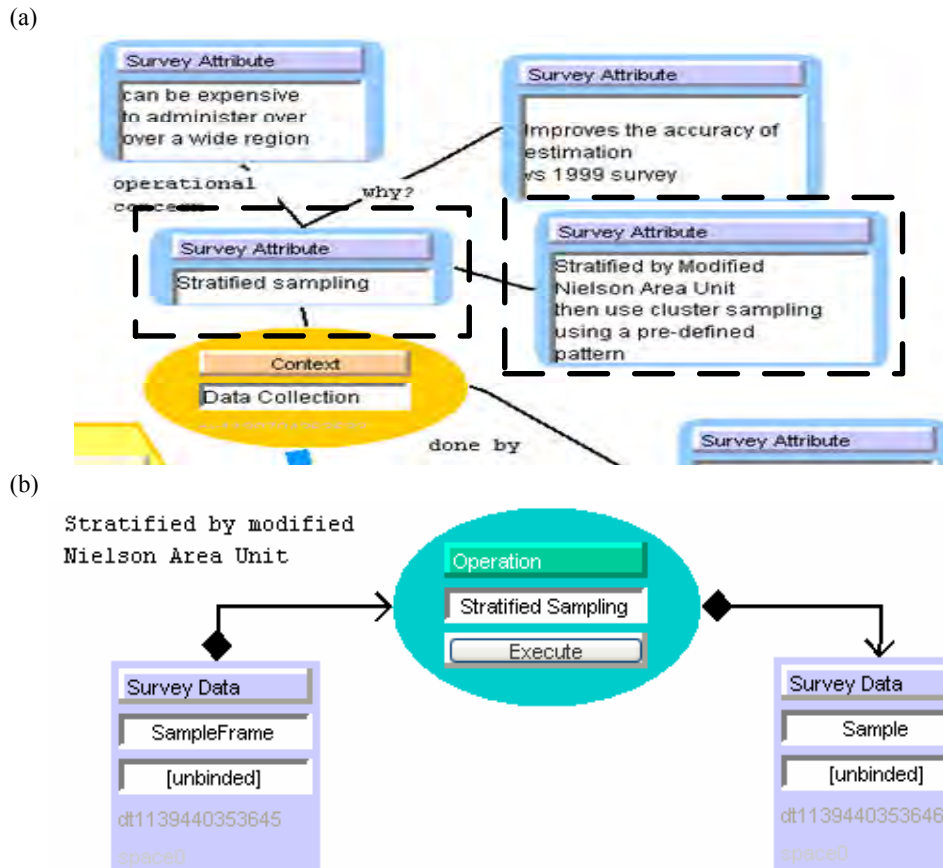 (a)
Survey Attribute
can be expensive
to administer over
over a wide region
Survey Attribute
Improves the accuracy of
estimation
vs 1999 survey
operational
concern
why?
Survey Attribute
Stratified sampling
Survey Attribute
Stratified by Modified
Nielson Area Unit
then use cluster sampling
using a pre-defined
pattern
Context
Data Collection
done by
Survey Attribute
(b)
Stratified by modified
Nielson Area Unit
Operation
Stratified Sampling
Execute
Survey Data
SampleFrame
[unbinded]
dt1139440353645
space0
Survey Data
Sample
[unbinded]
dt1139440353646
space0